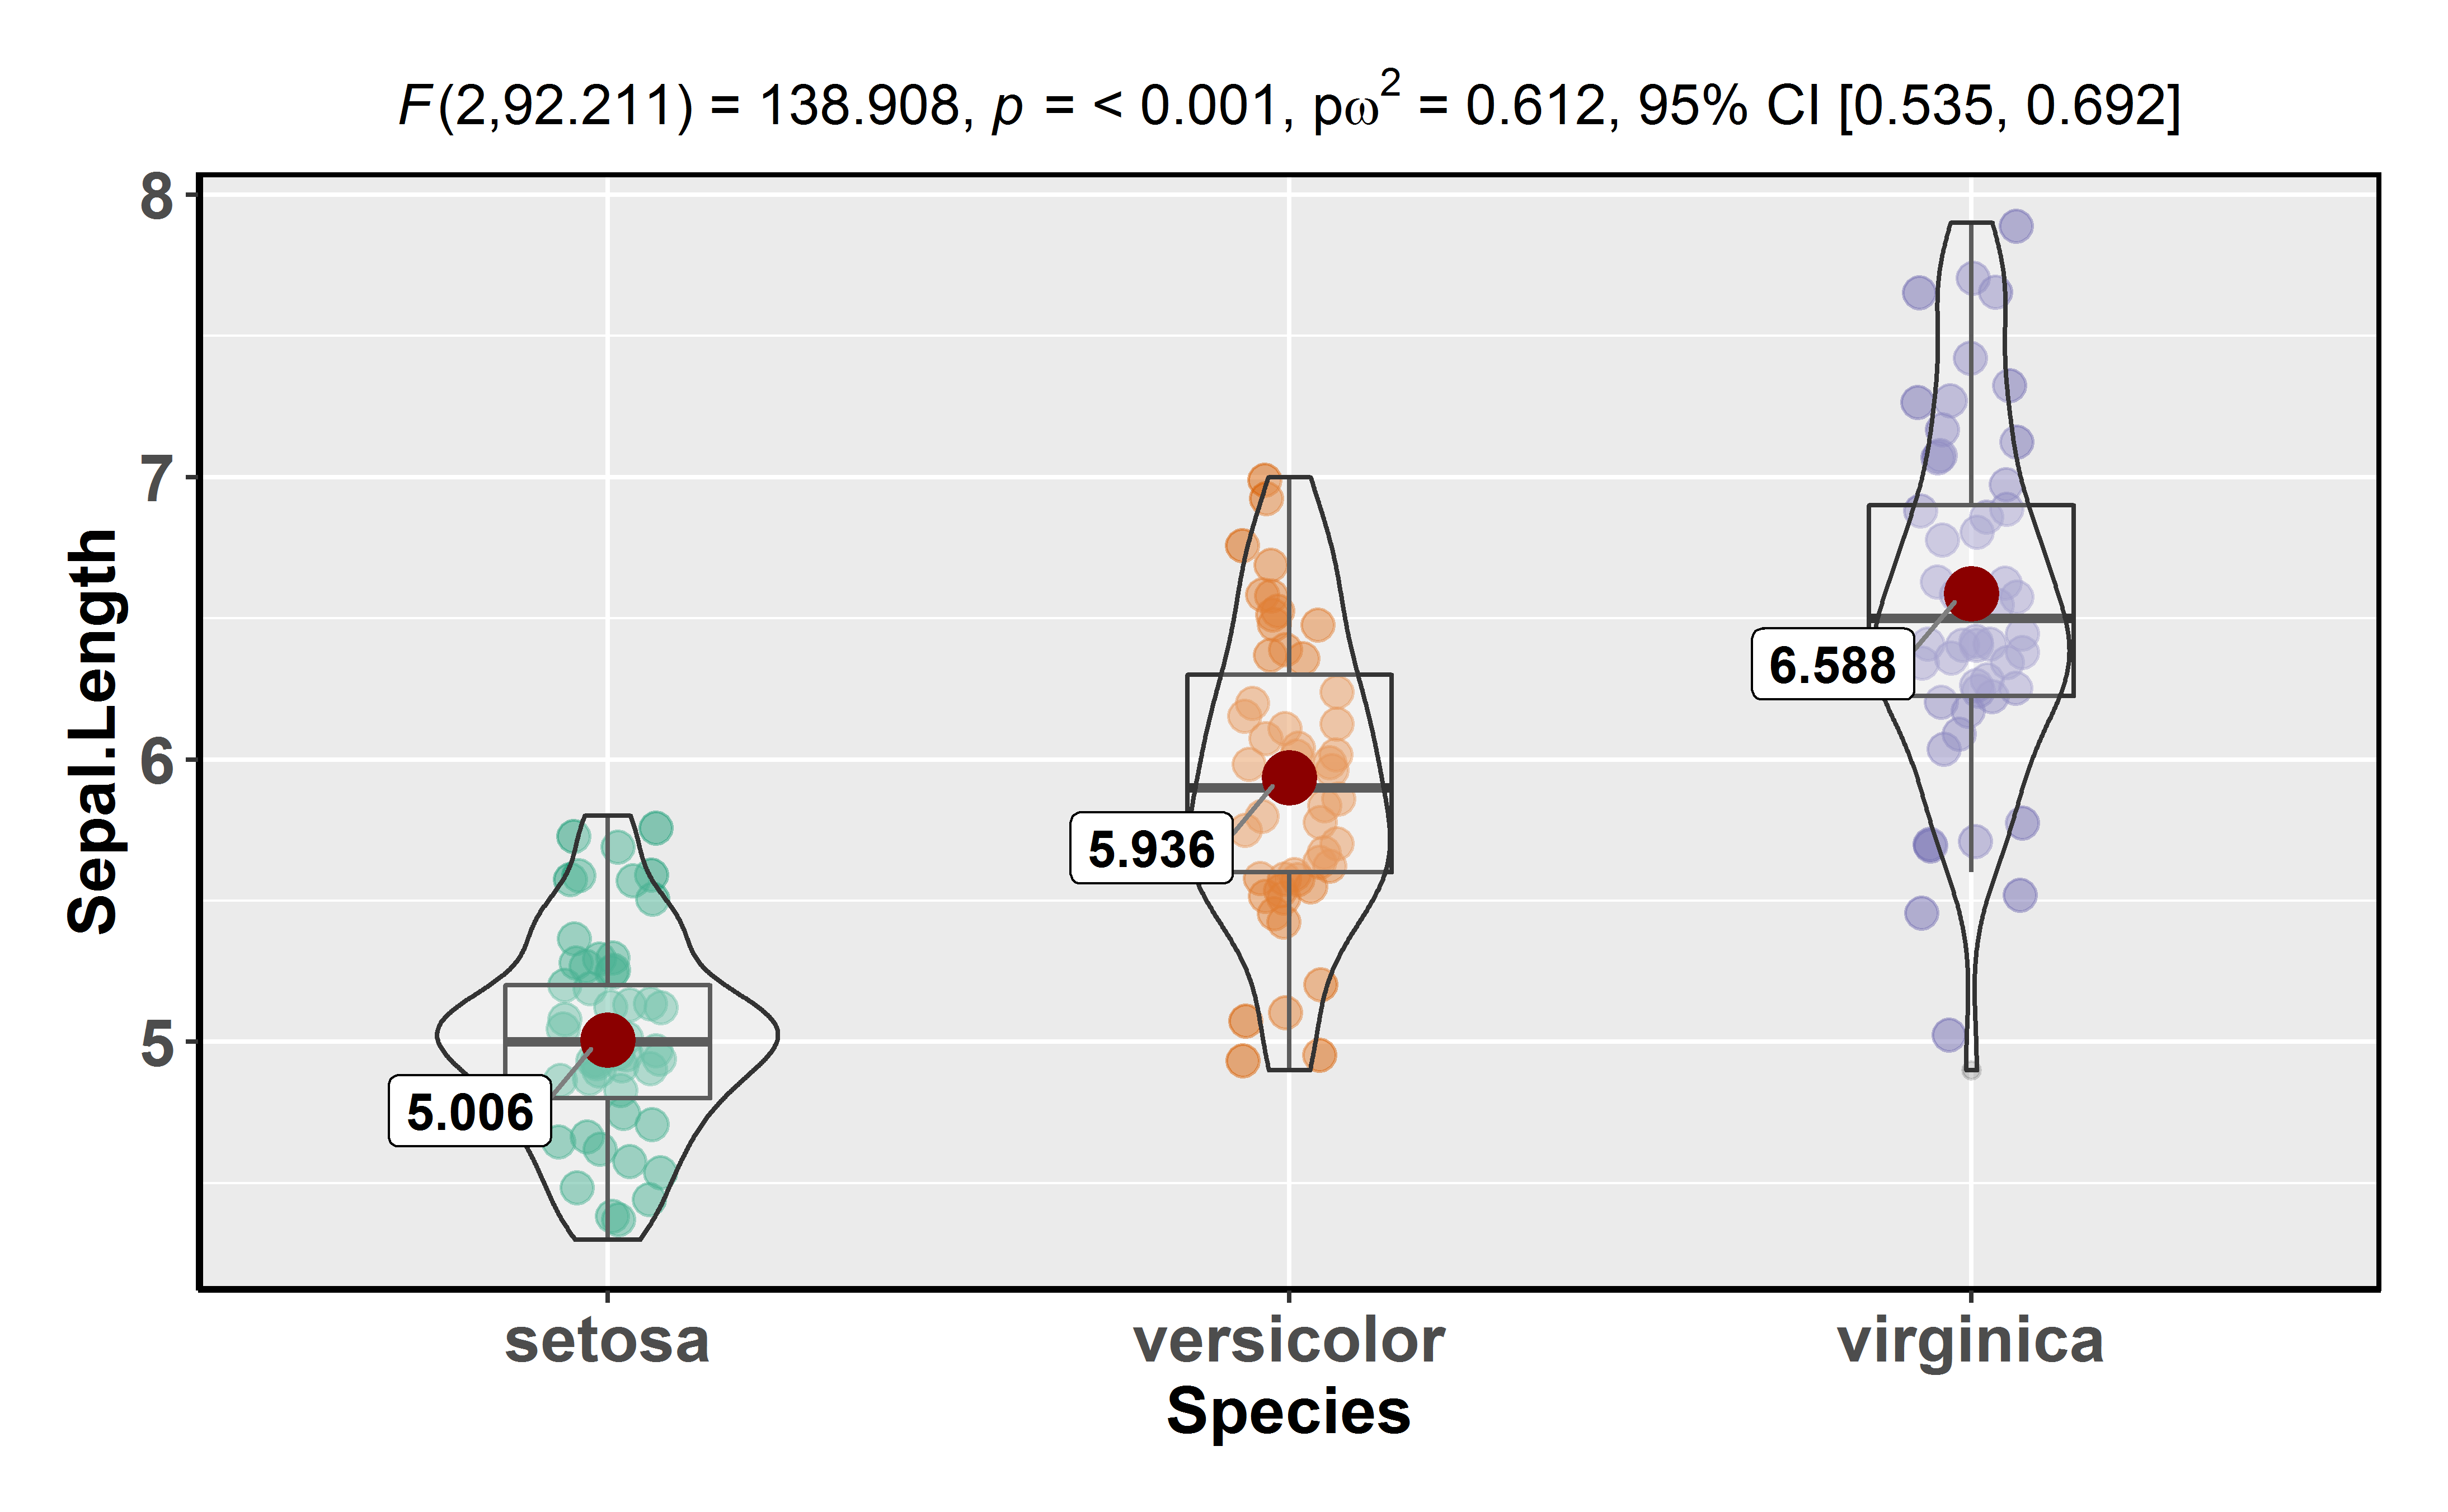 F(2,92.211) = 138.908, p = < 0.001, pω² = 0.612, 95% CI [0.535, 0.692]
8
7
6
5
Sepal.Length
6.588
5.936
5.006
setosa versicolor virginica
Species